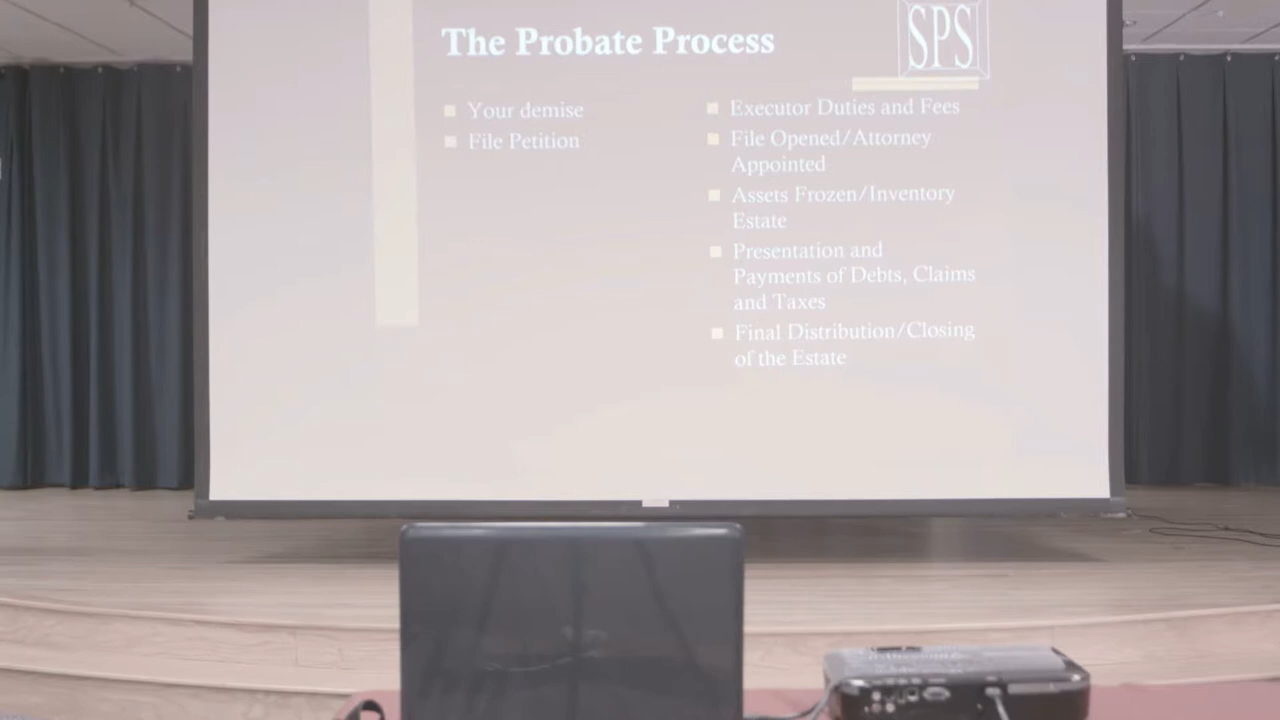 The Probate Process
SPS
Your demise
File Petition
Executor Duties and Fees
File Opened/Attorney
Appointed
Assets Frozen/Inventory
Estate
Presentation and
Payments of Debts, Claims
and Taxes
Final Distribution/Closing
of the Estate